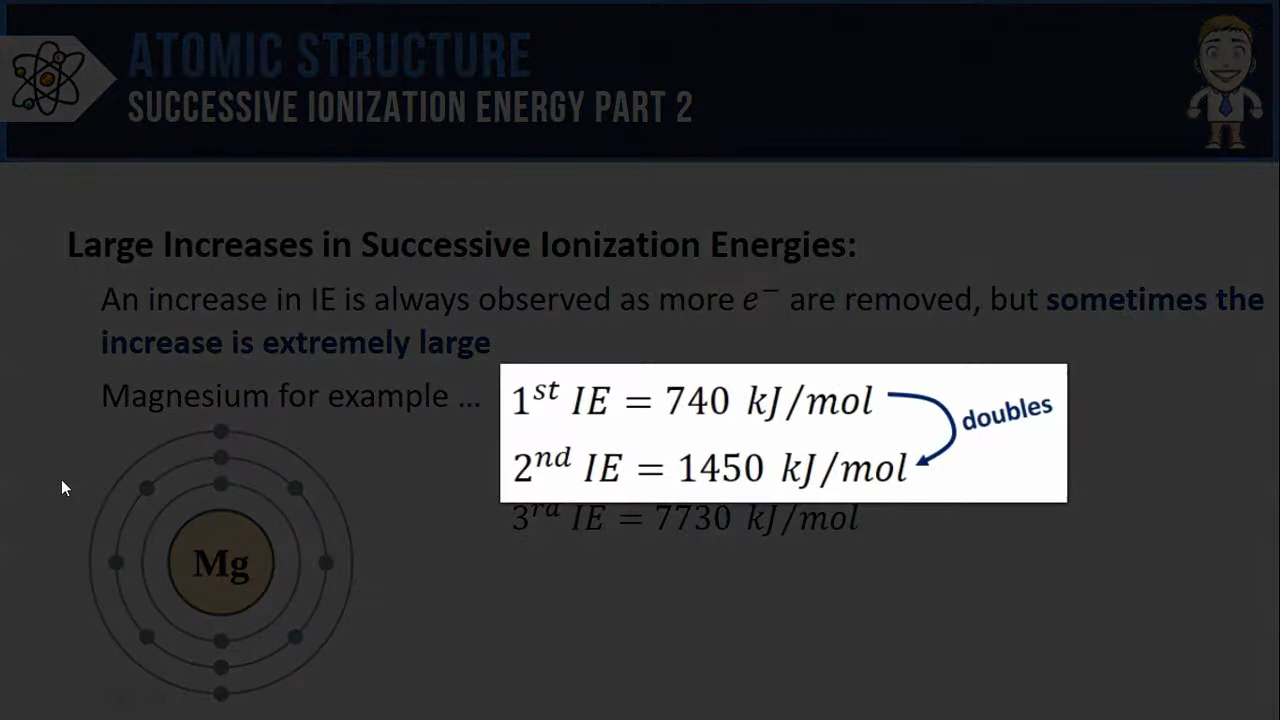 ATOMIC STRUCTURE
SUCCESSIVE IONIZATION ENERGY PART 2
Large Increases in Successive Ionization Energies:
An increase in IE is always observed as more e⁻ are removed, but sometimes the
increase is extremely large
Magnesium for example ...
1ˢᵗ IE = 740 kJ/mol
doubles
2ⁿᵈ IE = 1450 kJ/mol
3ʳᵈ IE = 7730 kJ/mol
Mg